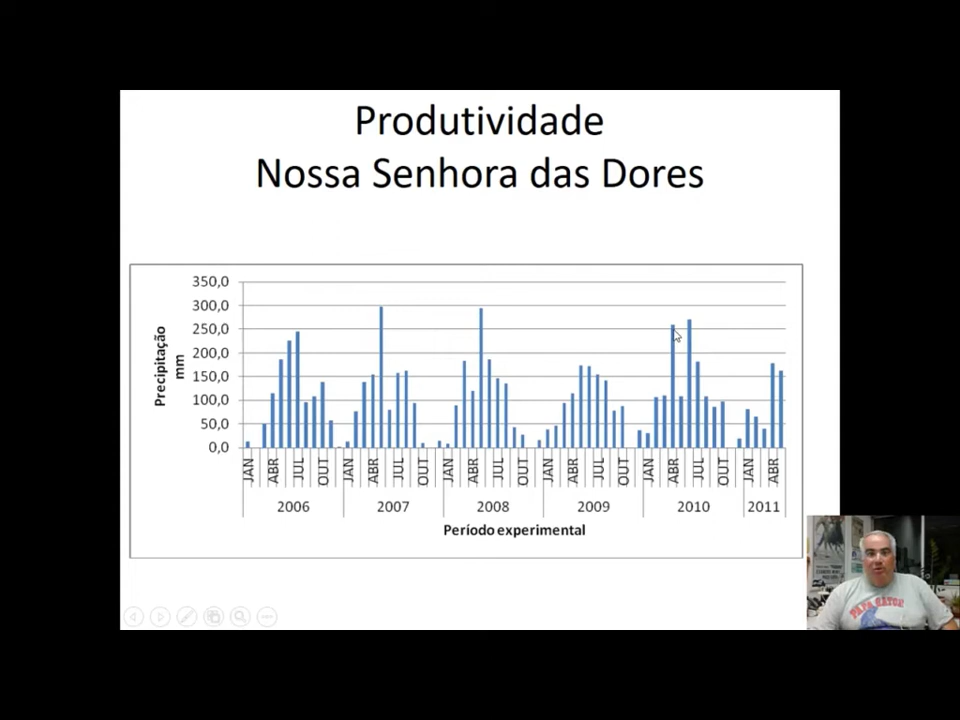 Produtividade
Nossa Senhora das Dores
Precipitação
mm
350,0
300,0
250,0
200,0
150,0
100,0
50,0
0,0
JAN ABR JUL OUT JAN ABR JUL OUT JAN ABR JUL OUT JAN ABR JUL OUT JAN ABR JUL OUT JAN ABR
2006 2007 2008 2009 2010 2011
Período experimental